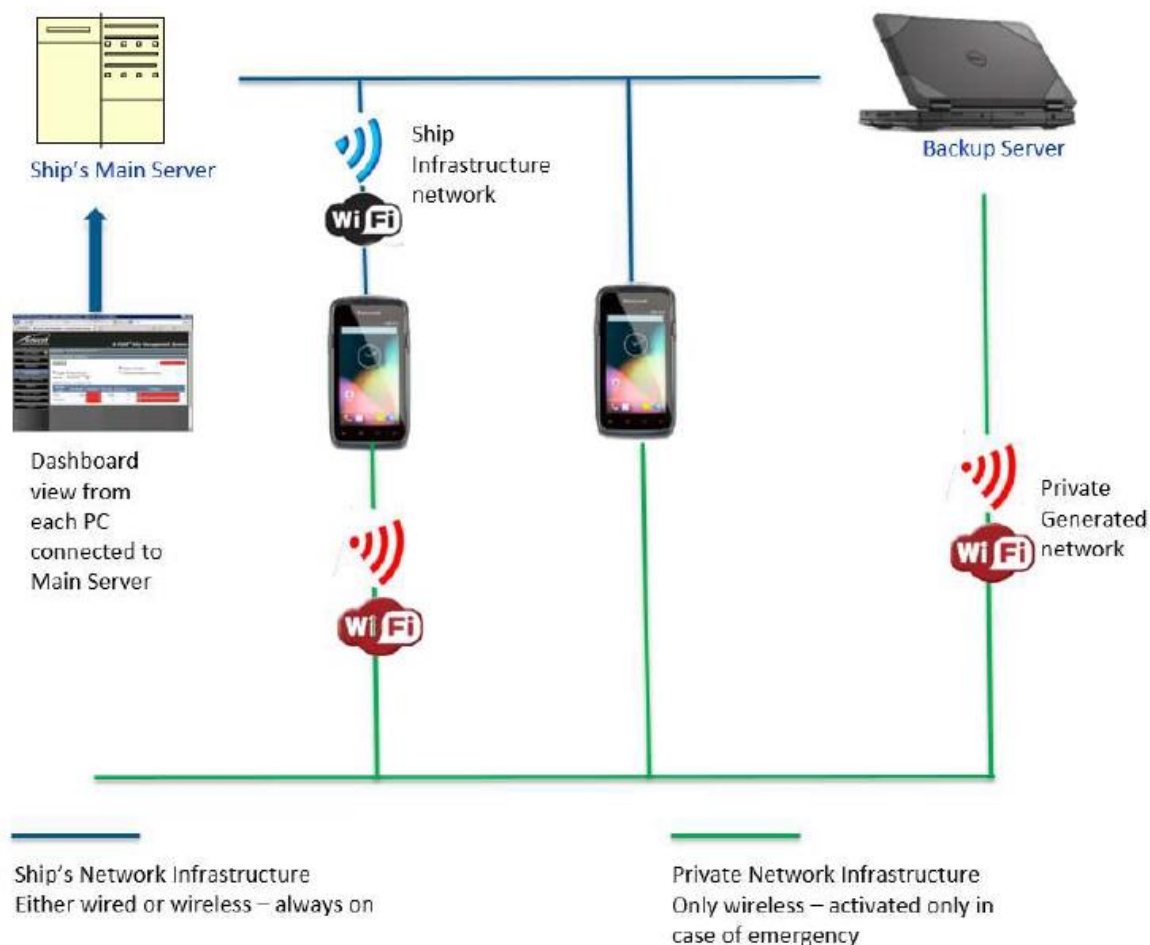 Ship's Main Server
Ship
Infrastructure
network
Wi Fi
Backup Server
Dashboard
view from
each PC
connected to
Main Server
Wi Fi
Private
Generated
network
Wi Fi
Ship's Network Infrastructure
Either wired or wireless – always on
Private Network Infrastructure
Only wireless – activated only in
case of emergency